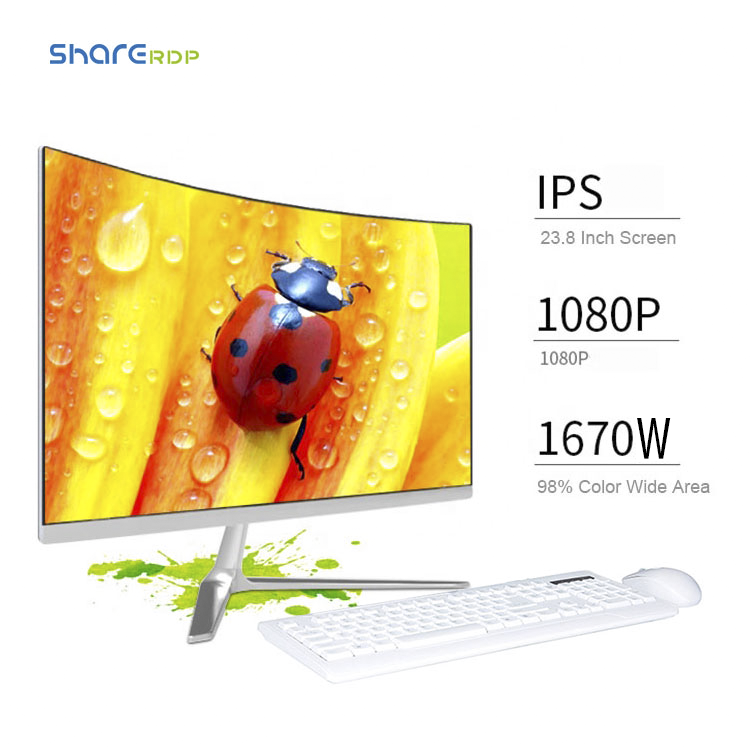 ShareRDP
IPS
23.8 Inch Screen
1080P
1080P
1670W
98% Color Wide Area